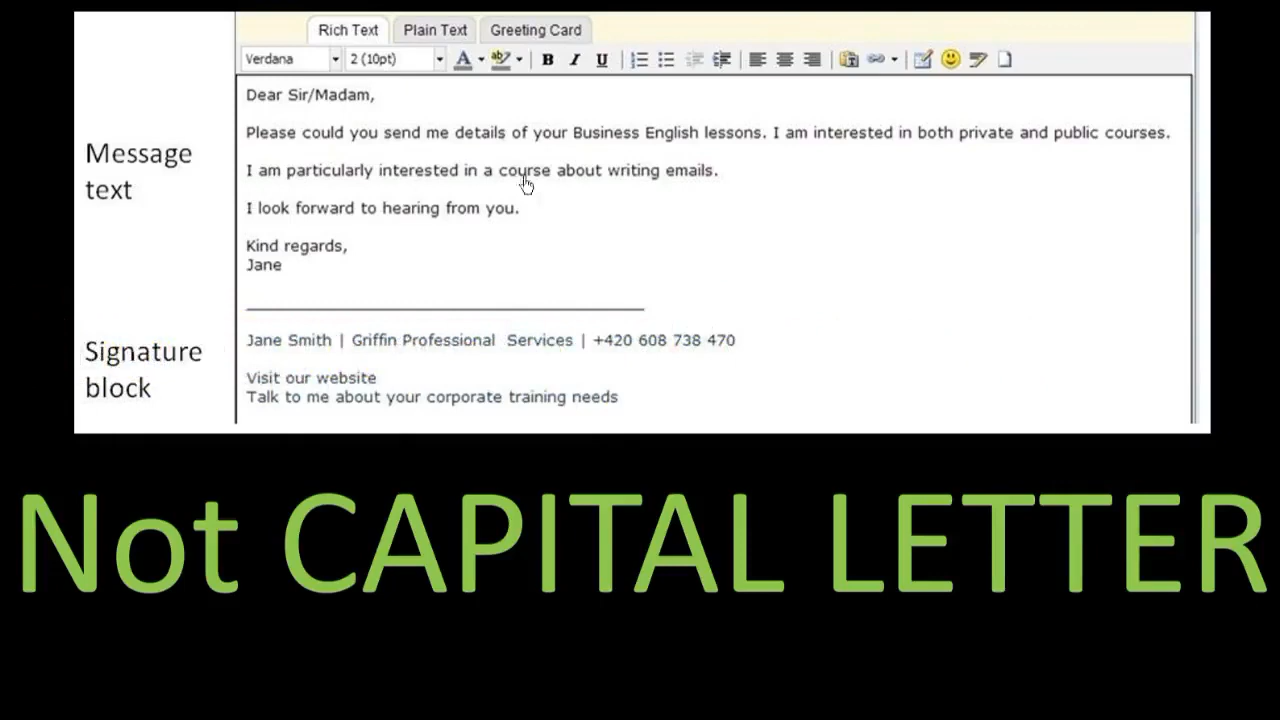 Rich Text Plain Text Greeting Card
Verdana 2 (10pt) A ab B I U
Dear Sir/Madam,
Please could you send me details of your Business English lessons. I am interested in both private and public courses.
Message
text
I am particularly interested in a course about writing emails.
I look forward to hearing from you.
Kind regards,
Jane
Signature
block
Jane Smith | Griffin Professional Services | +420 608 738 470
Visit our website
Talk to me about your corporate training needs
Not CAPITAL LETTER